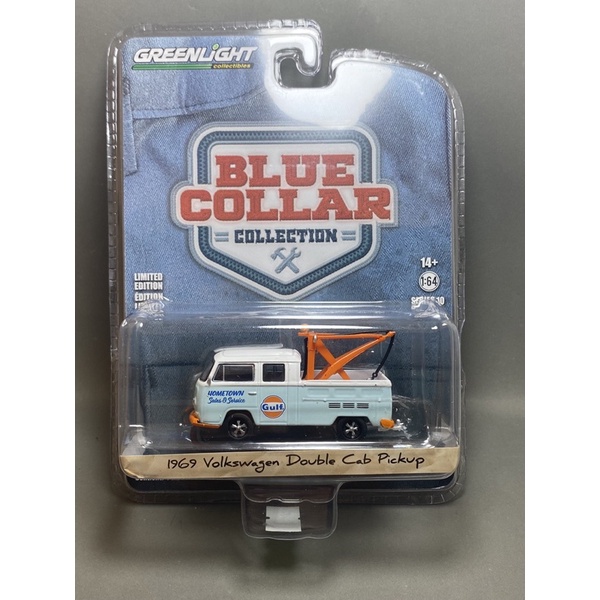 GREENLIGHT
collectibles
BLUE
COLLAR
COLLECTION
LIMITED
EDITION
ÉDITION
14+
1:64
SERIES 10
HOMETOWN
Sales & Service
Gulf
1969 Volkswagen Double Cab Pickup